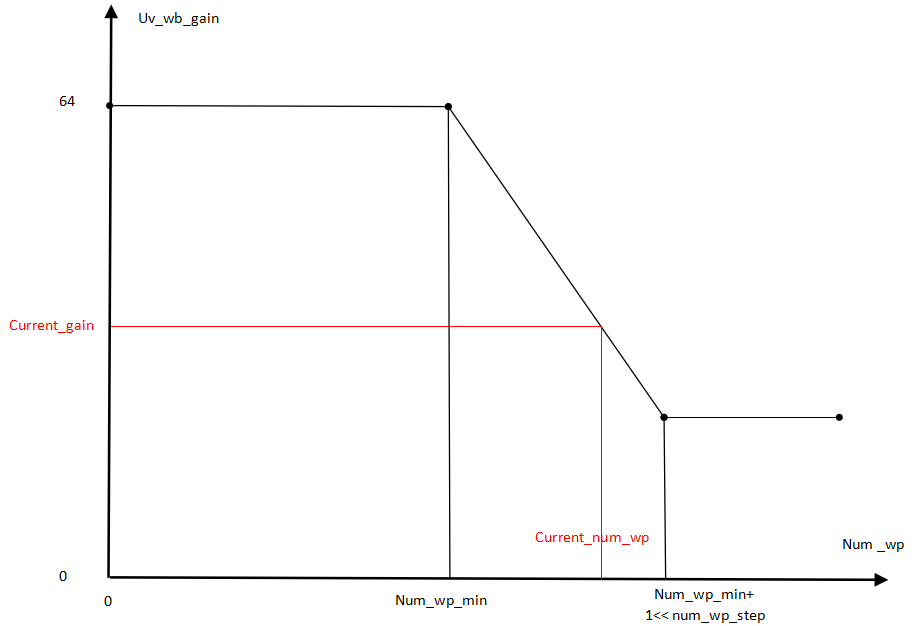 Uv_wb_gain
64
Current_gain
Current_num_wp
Num _wp
0
0
Num_wp_min
Num_wp_min+
1<< num_wp_step